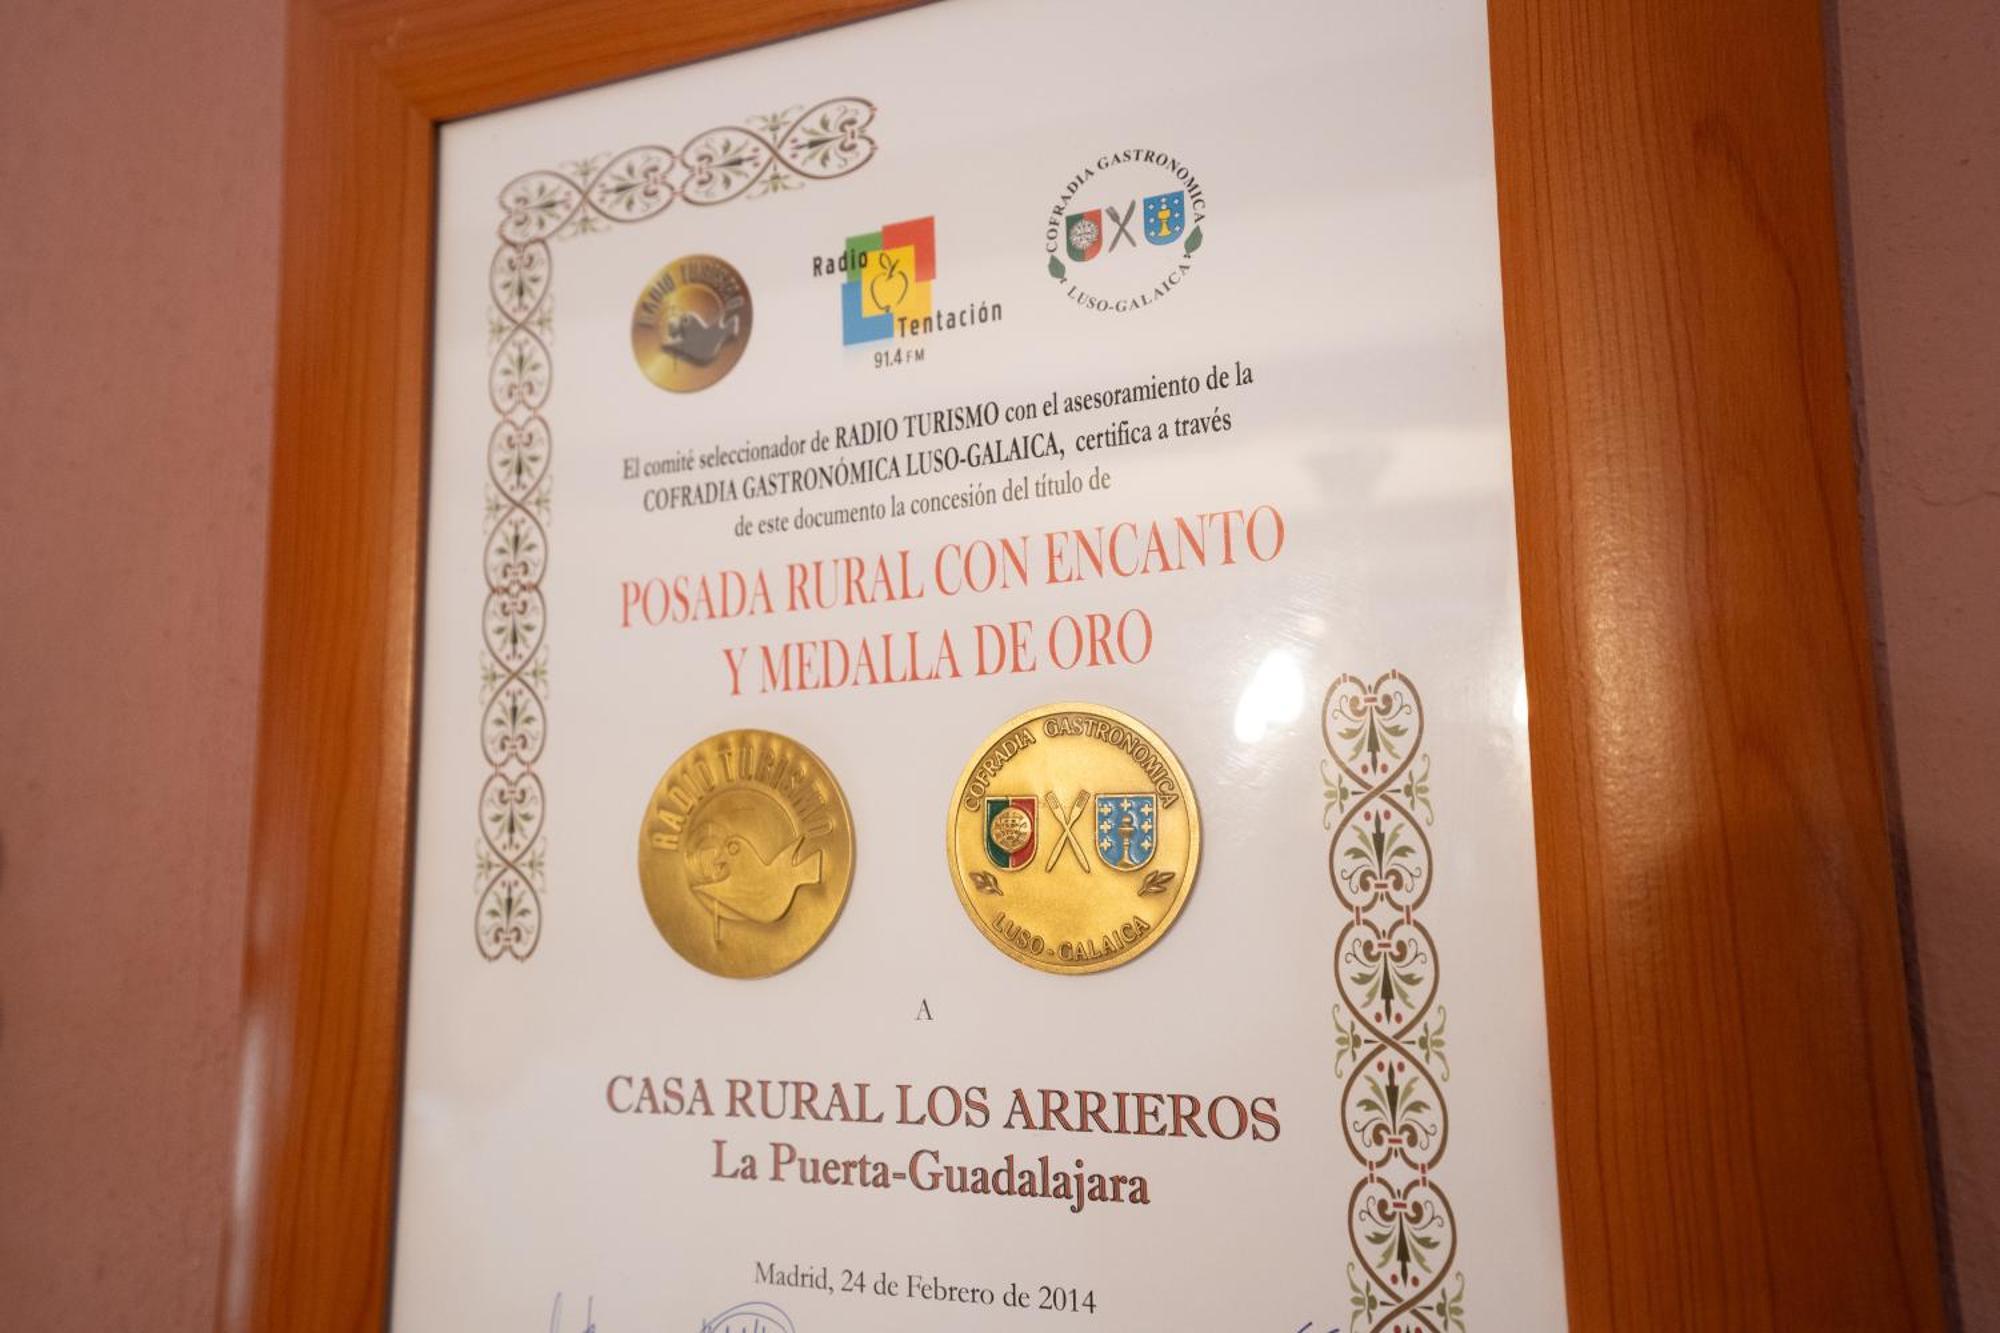 RADIO TURISMO
Radio
Tentación
91.4 FM
COFRADIA GASTRONOMICA
LUSO-GALAICA
El comité seleccionador de RADIO TURISMO con el asesoramiento de la
COFRADIA GASTRONÓMICA LUSO-GALAICA, certifica a través
de este documento la concesión del título de
POSADA RURAL CON ENCANTO
Y MEDALLA DE ORO
RADIO TURISMO
COFRADIA GASTRONOMICA
LUSO-GALAICA
A
CASA RURAL LOS ARRIEROS
La Puerta-Guadalajara
Madrid, 24 de Febrero de 2014